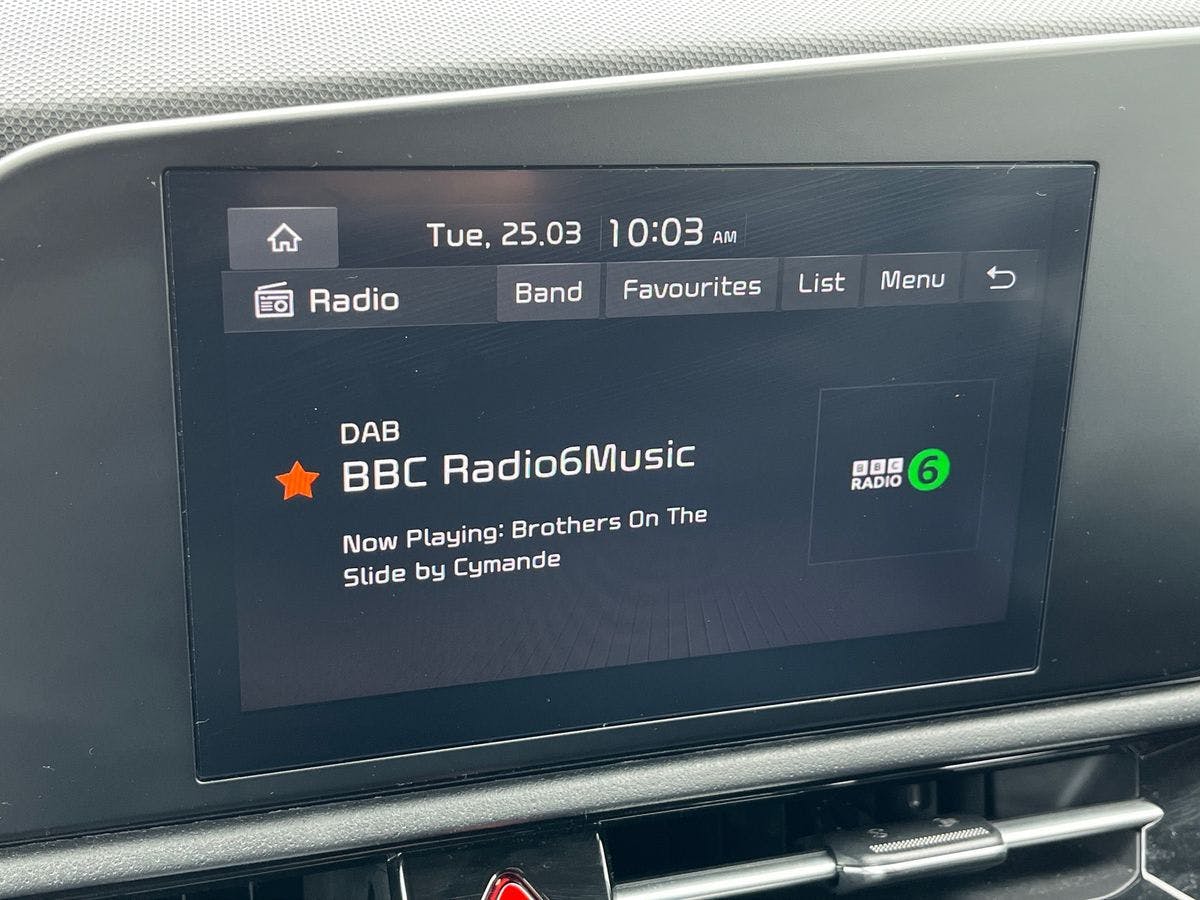 Tue, 25.03 10:03 AM
Radio Band Favourites List Menu
DAB
BBC Radio6Music
Now Playing: Brothers On The
Slide by Cymande
BBC
RADIO 6